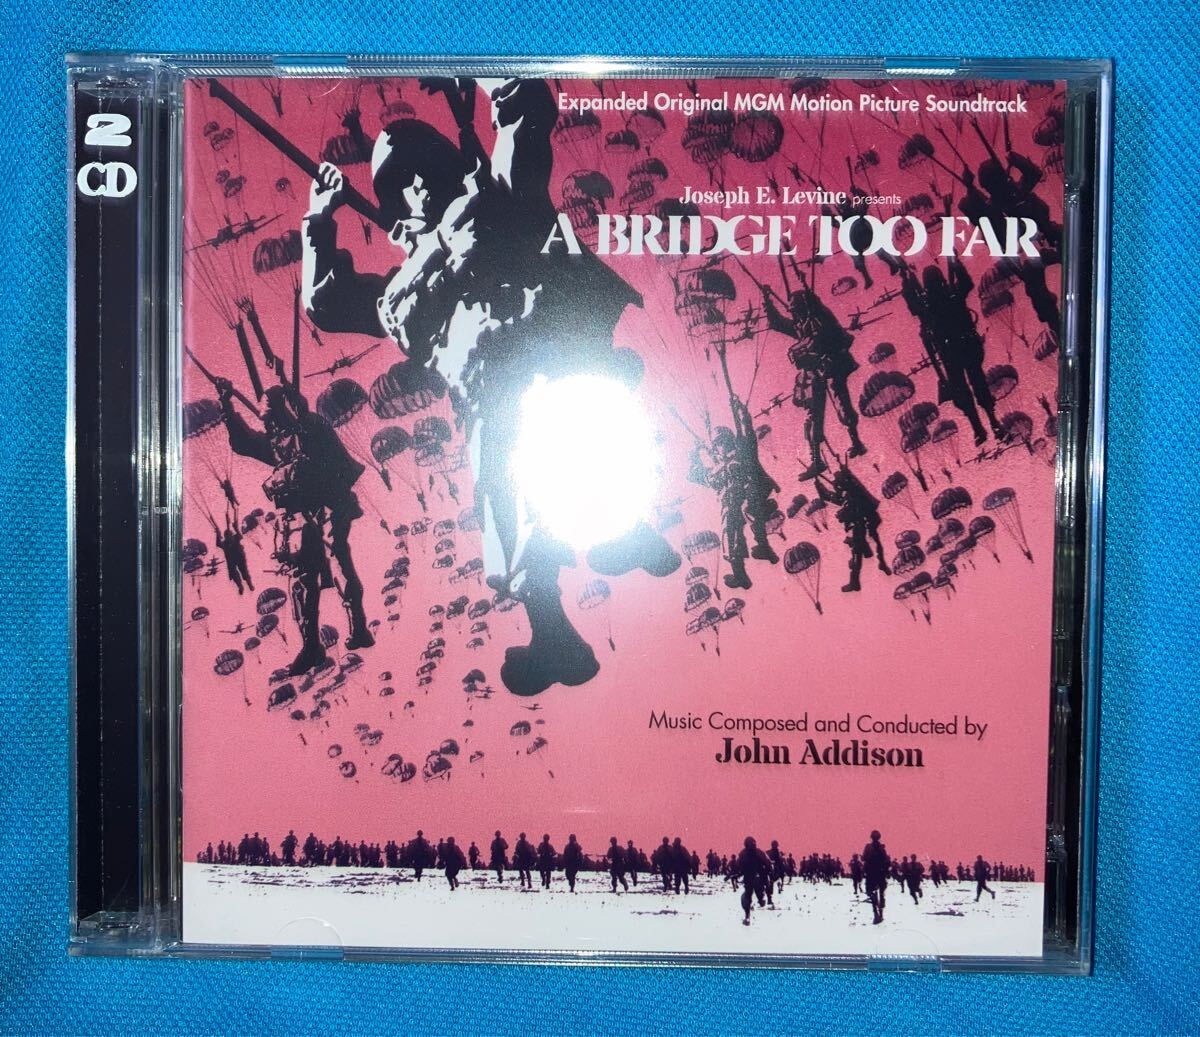 2
CD
Expanded Original MGM Motion Picture Soundtrack
Joseph E. Levine presents
A BRIDGE TOO FAR
Music Composed and Conducted by
John Addison